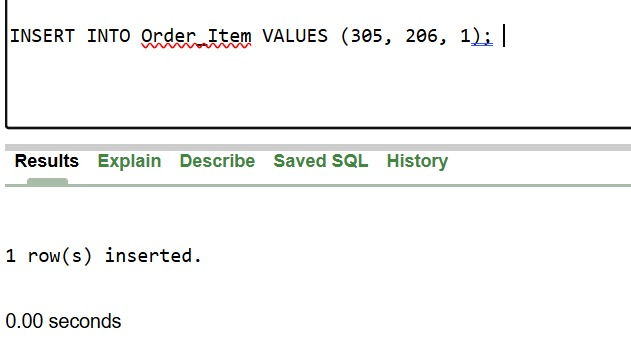 INSERT INTO Order_Item VALUES (305, 206, 1);
Results Explain Describe Saved SQL History
1 row(s) inserted.
0.00 seconds